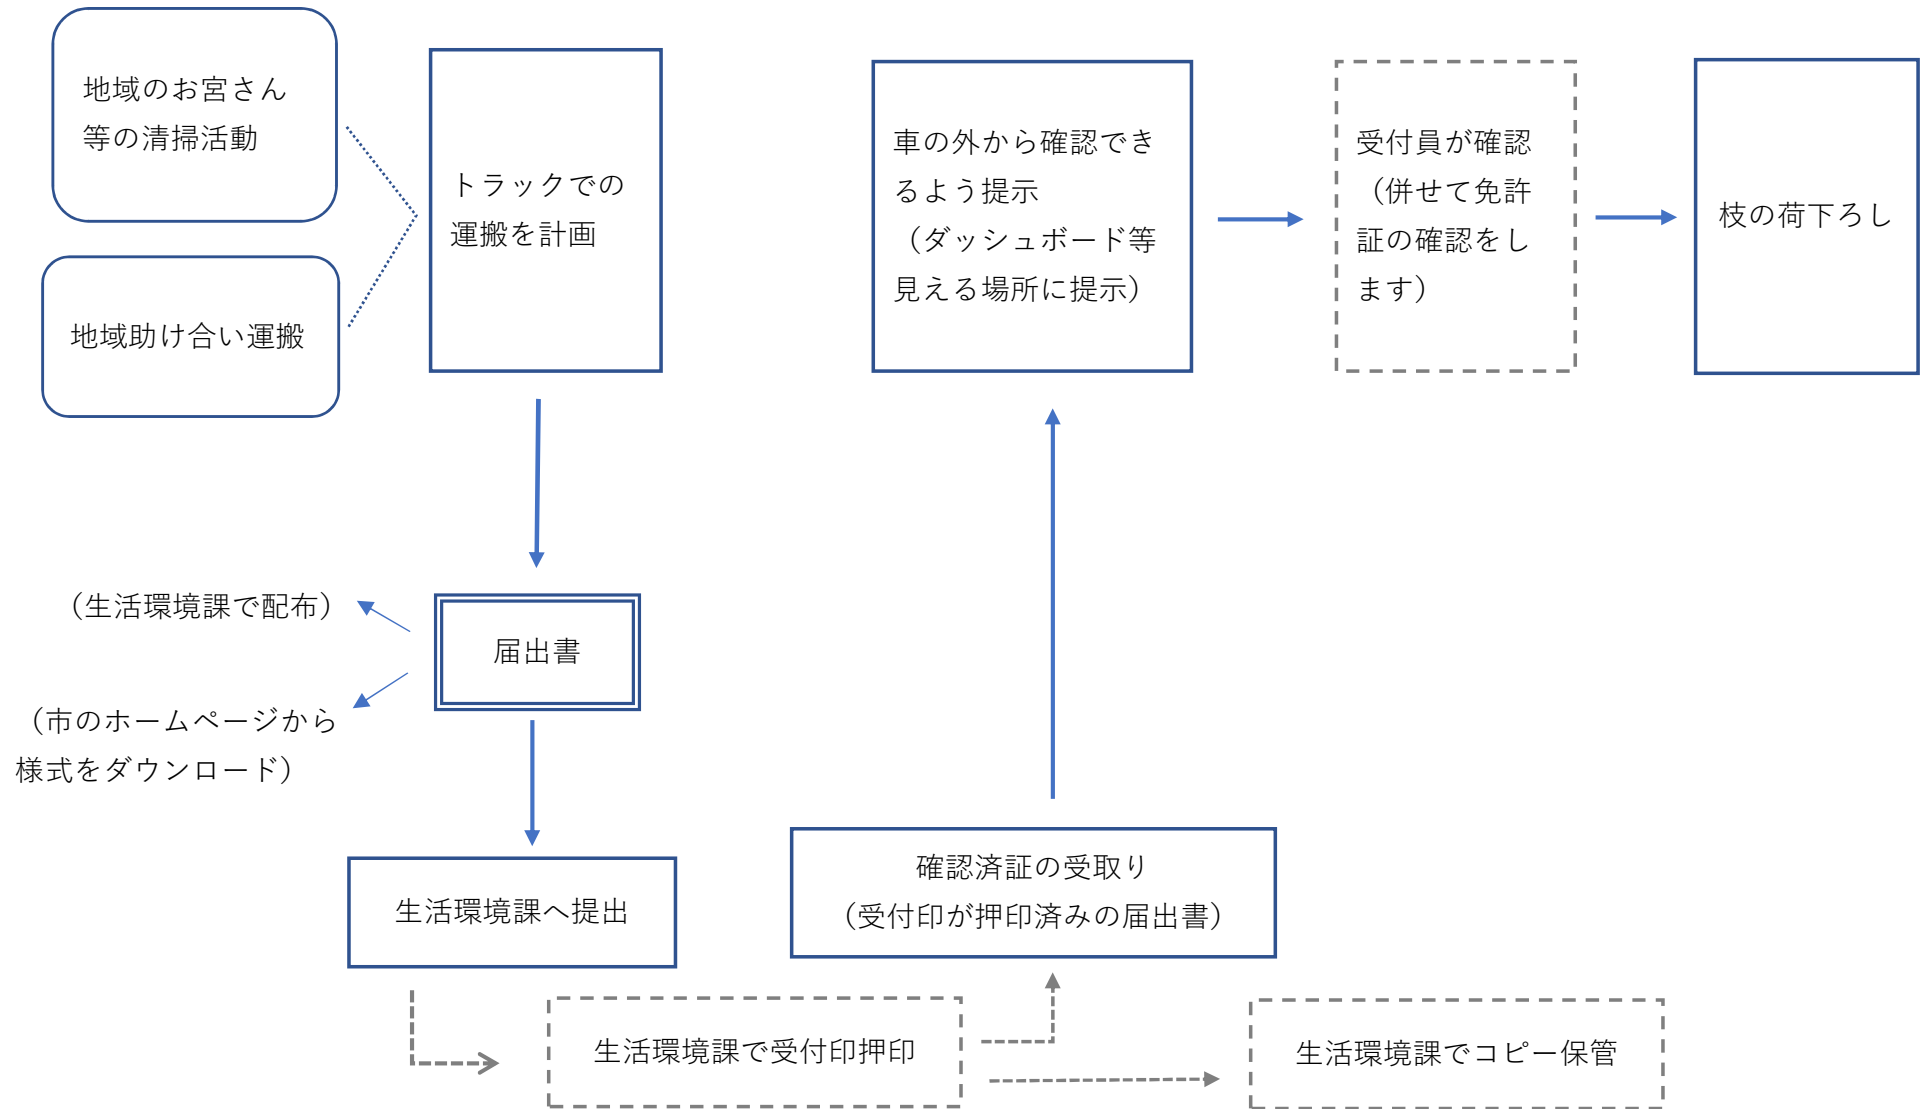 地域のお宮さん
等の清掃活動
地域助け合い運搬
トラックでの
運搬を計画
届出書
（生活環境課で配布）
（市のホームページから
様式をダウンロード）
生活環境課へ提出
生活環境課で受付印押印
生活環境課でコピー保管
確認済証の受取り
（受付印が押印済みの届出書）
車の外から確認でき
るよう提示
（ダッシュボード等
見える場所に提示）
受付員が確認
（併せて免許
証の確認をし
ます）
枝の荷下ろし